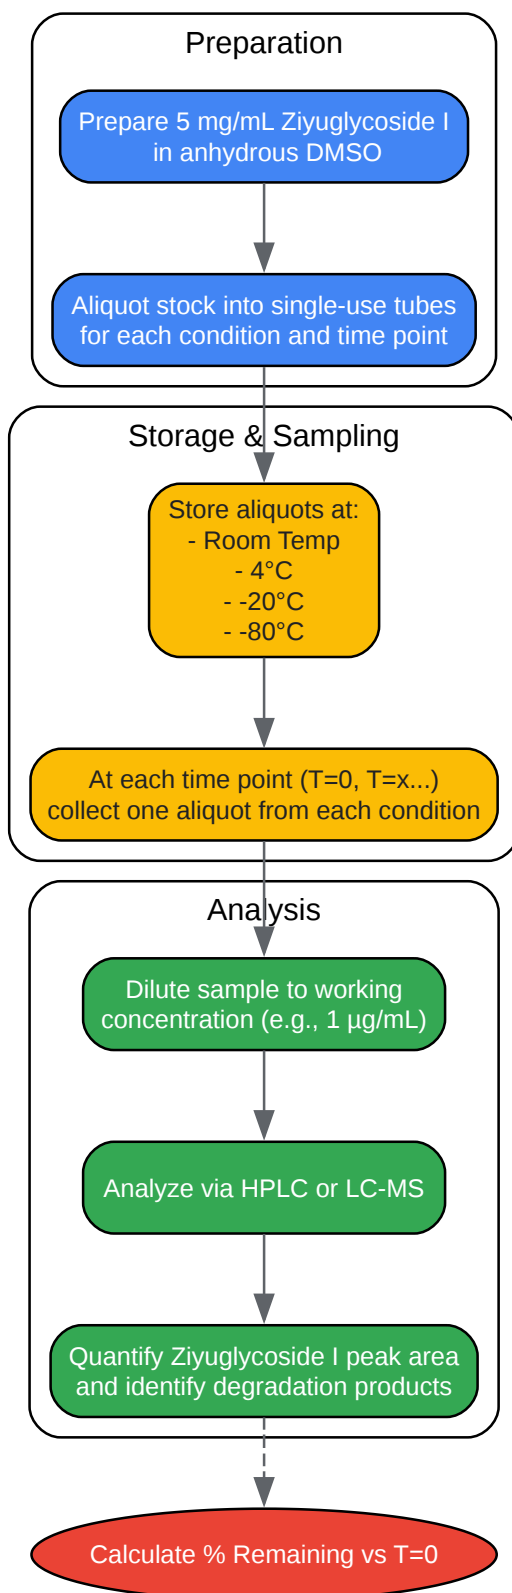 Preparation
Prepare 5 mg/mL Ziyuglycoside I
in anhydrous DMSO
Aliquot stock into single-use tubes
for each condition and time point
Storage & Sampling
Store aliquots at:
- Room Temp
- 4°C
- -20°C
- -80°C
At each time point (T=0, T=x...)
collect one aliquot from each condition
Analysis
Dilute sample to working
concentration (e.g., 1 µg/mL)
Analyze via HPLC or LC-MS
Quantify Ziyuglycoside I peak area
and identify degradation products
Calculate % Remaining vs T=0